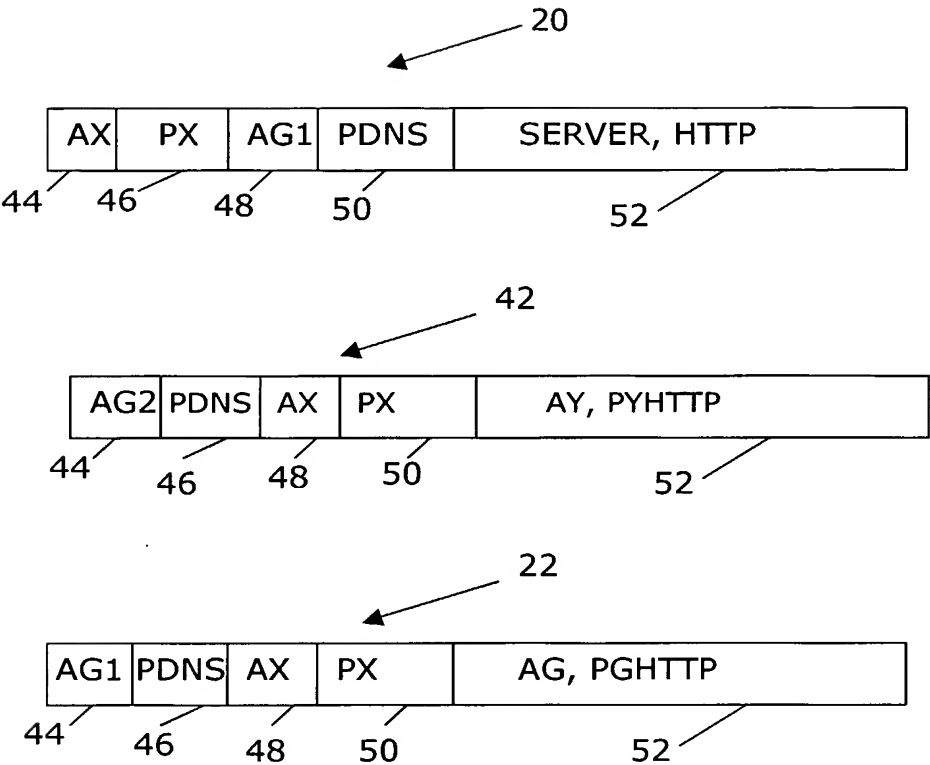 20
AX PX AG1 PDNS SERVER, HTTP
44 46 48 50 52
42
AG2 PDNS AX PX AY, PYHTTP
44 46 48 50 52
22
AG1 PDNS AX PX AG, PGHTTP
44 46 48 50 52